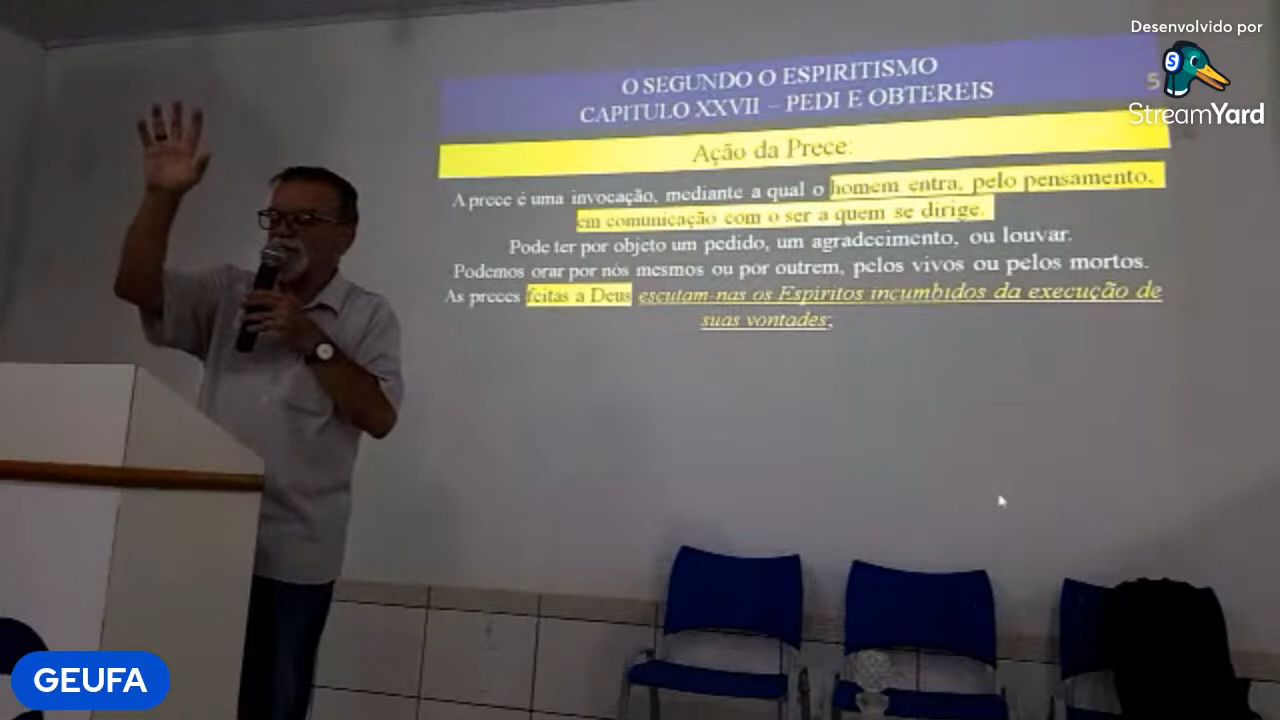 Desenvolvido por
StreamYard
O SEGUNDO O ESPIRITISMO
5
CAPITULO XXVII – PEDI E OBTEREIS
Ação da Prece:
A prece é uma invocação, mediante a qual o homem entra, pelo pensamento,
em comunicação com o ser a quem se dirige.
Pode ter por objeto um pedido, um agradecimento, ou louvar.
Podemos orar por nós mesmos ou por outrem, pelos vivos ou pelos mortos.
As preces feitas a Deus escutam-nas os Espíritos incumbidos da execução de
suas vontades;
GEUFA